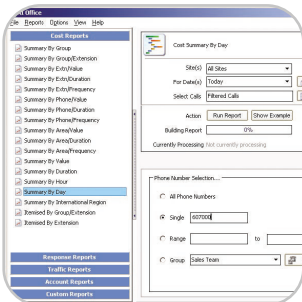 Office
File Reports Options View Help
Cost Reports
Summary By Group
Summary By Group/Extension
Summary By Extn/Value
Summary By Extn/Duration
Summary By Extn/Frequency
Summary By Phone/Value
Summary By Phone/Duration
Summary By Phone/Frequency
Summary By Area/Value
Summary By Area/Duration
Summary By Area/Frequency
Summary By Value
Summary By Duration
Summary By Hour
Summary By Day
Summary By International Region
Itemised By Group/Extension
Itemised By Extension
Response Reports
Traffic Reports
Account Reports
Custom Reports
Cost Summary By Day
Site(s) All Sites
For Date(s) Today
Select Calls Filtered Calls
Action Run Report Show Example
Building Report 0%
Currently Processing Not currently processing
Phone Number Selection...
All Phone Numbers
Single 607000
Range to
Group Sales Team